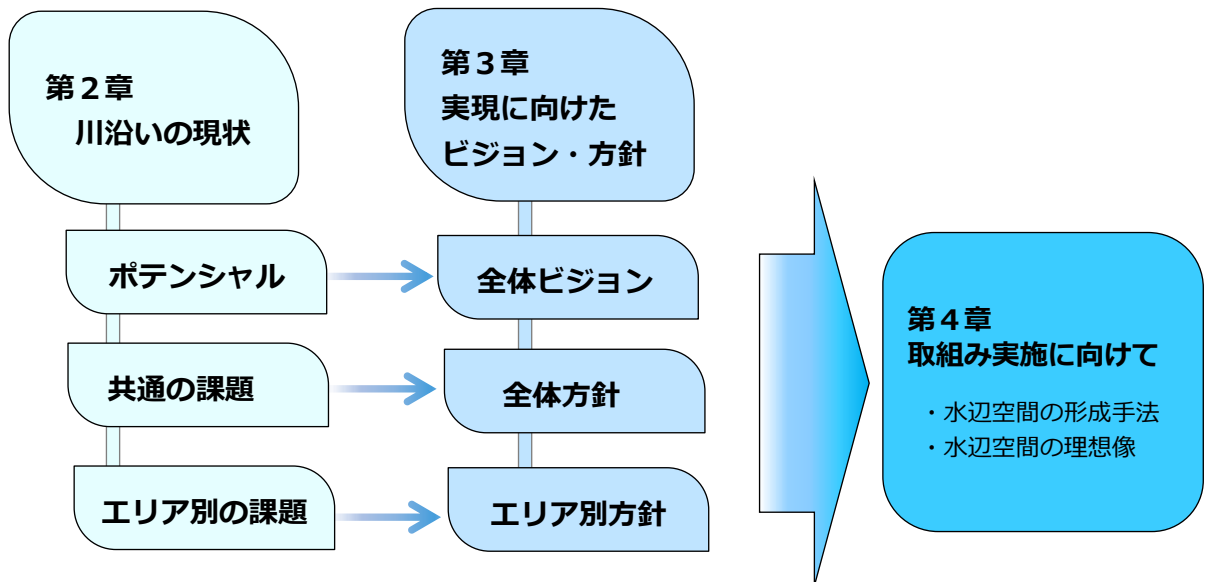 第２章
川沿いの現状
ポテンシャル
共通の課題
エリア別の課題
第３章
実現に向けた
ビジョン・方針
全体ビジョン
全体方針
エリア別方針
第４章
取組み実施に向けて
・水辺空間の形成手法
・水辺空間の理想像